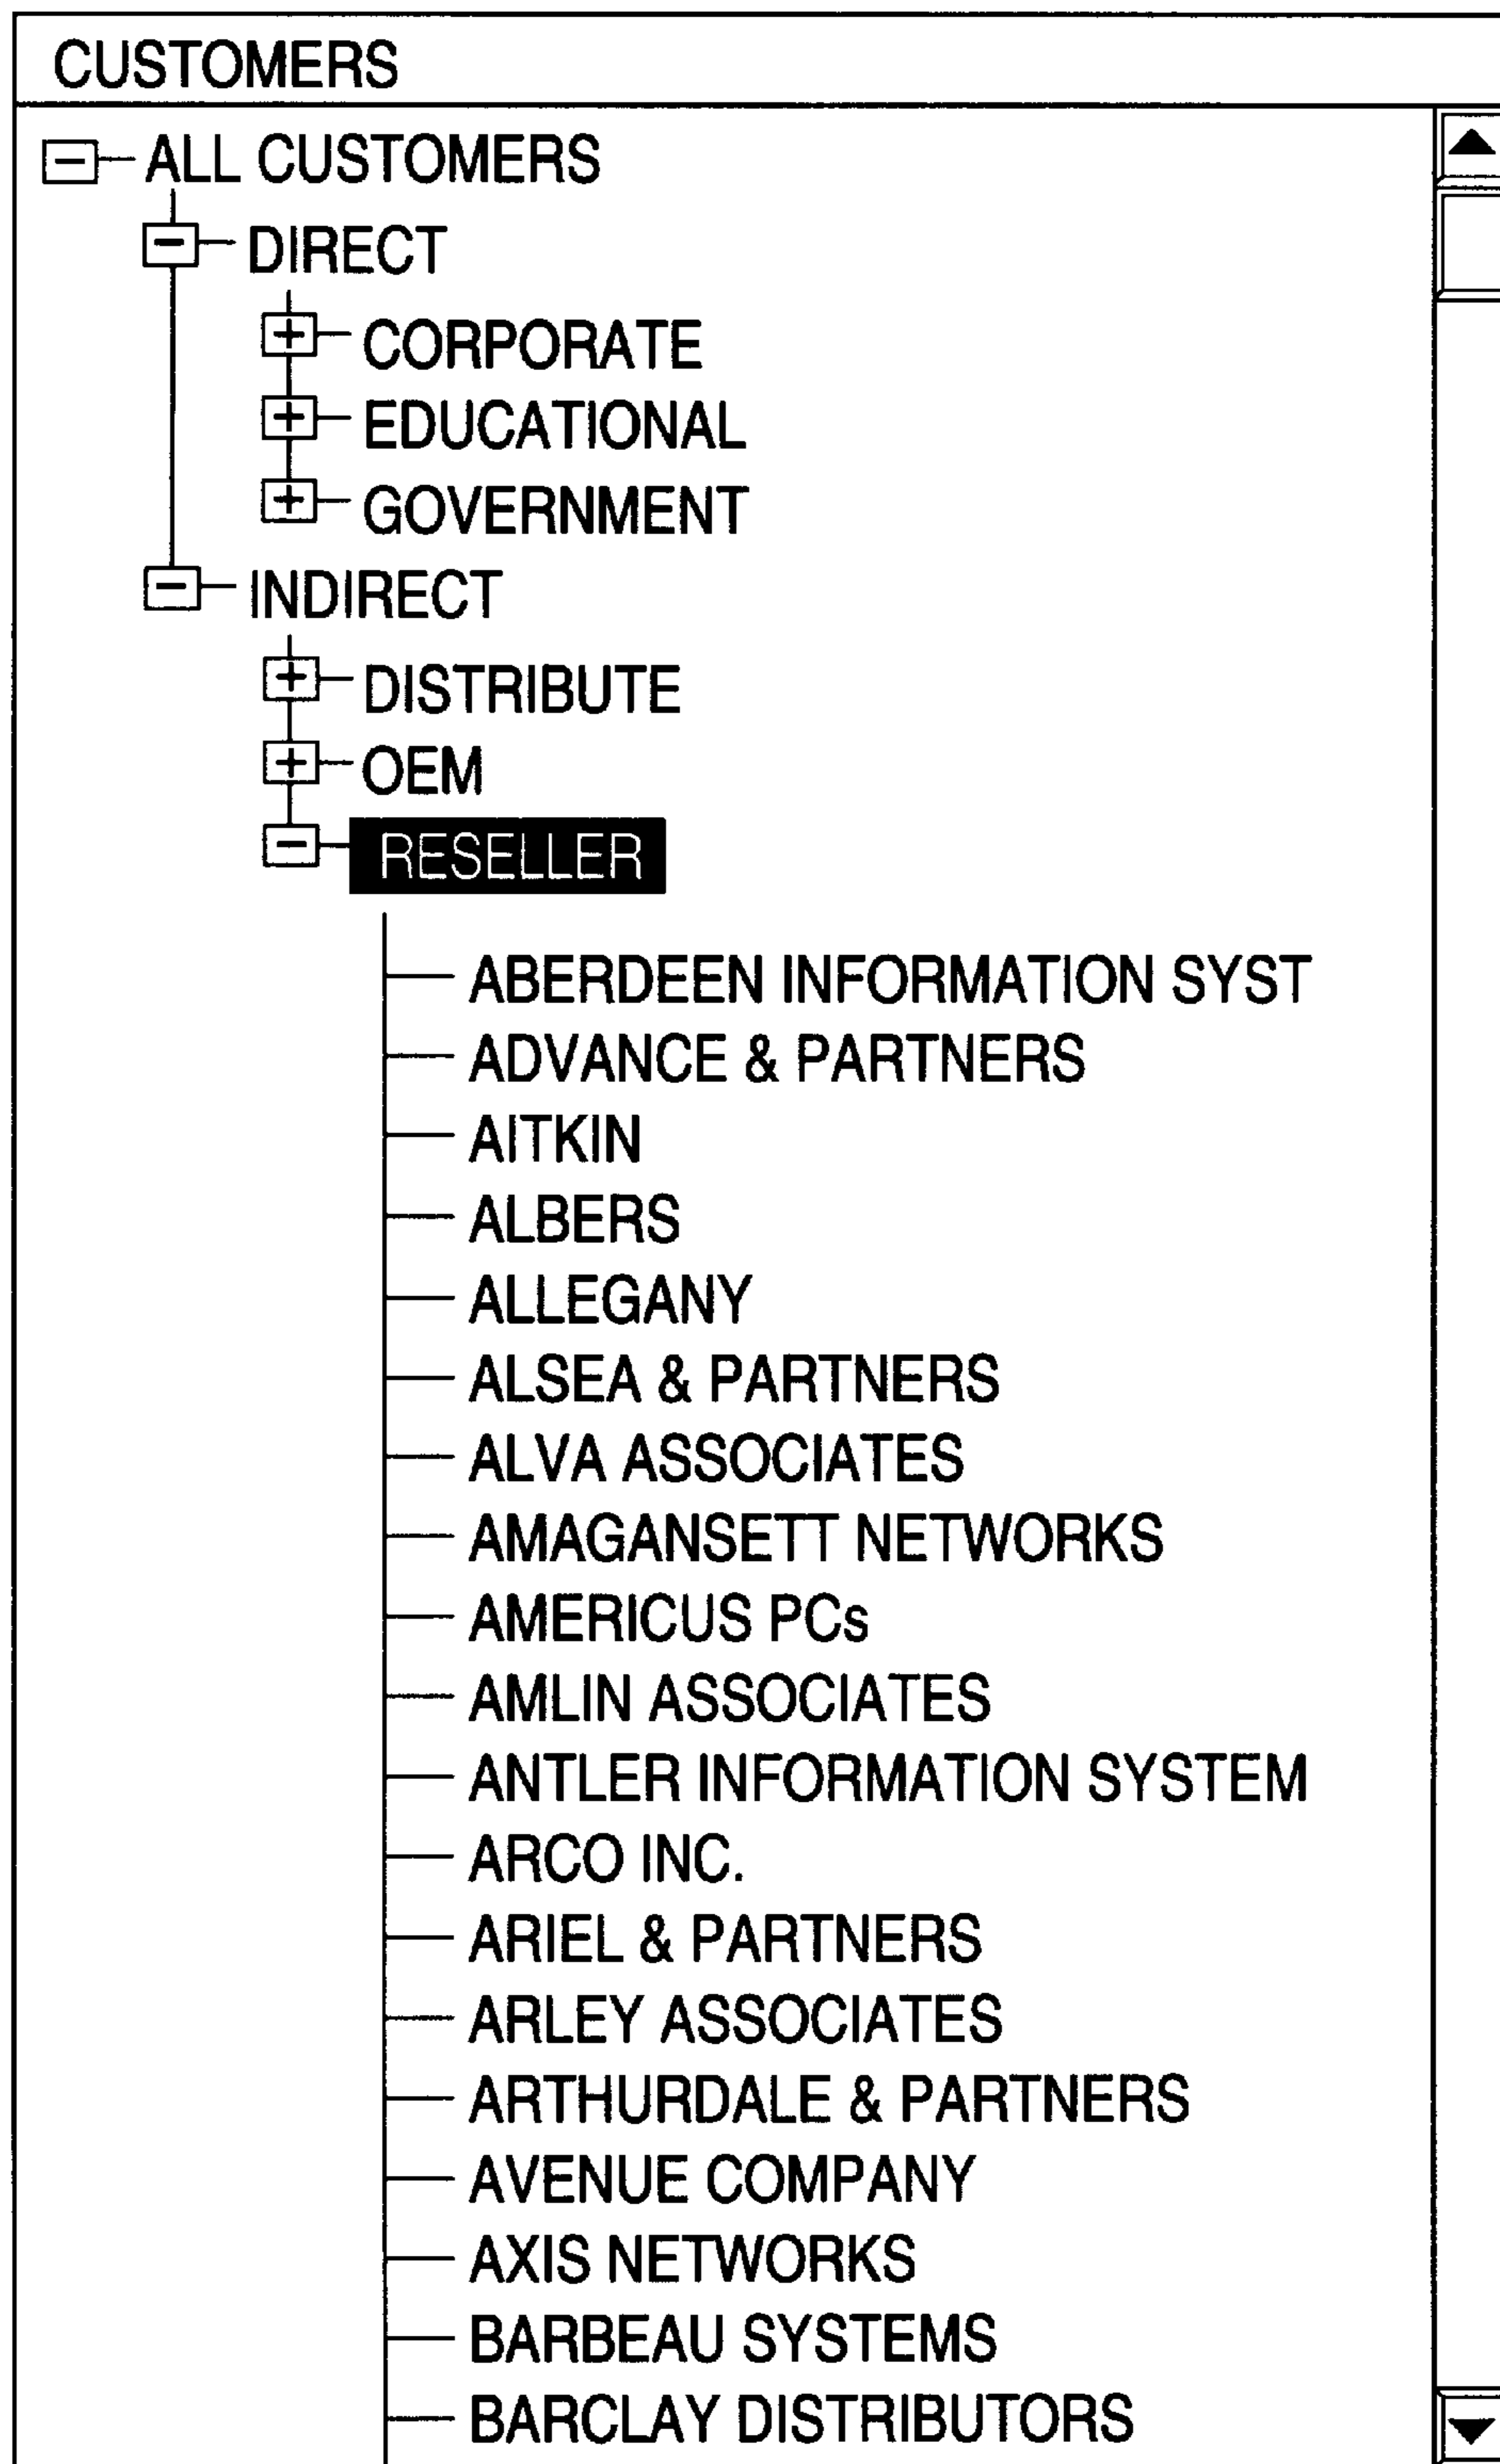 CUSTOMERS
ALL CUSTOMERS
DIRECT
CORPORATE
EDUCATIONAL
GOVERNMENT
INDIRECT
DISTRIBUTE
OEM
RESELLER
ABERDEEN INFORMATION SYST
ADVANCE & PARTNERS
AITKIN
ALBERS
ALLEGANY
ALSEA & PARTNERS
ALVA ASSOCIATES
AMAGANSETT NETWORKS
AMERICUS PCs
AMLIN ASSOCIATES
ANTLER INFORMATION SYSTEM
ARCO INC.
ARIEL & PARTNERS
ARLEY ASSOCIATES
ARTHURDALE & PARTNERS
AVENUE COMPANY
AXIS NETWORKS
BARBEAU SYSTEMS
BARCLAY DISTRIBUTORS